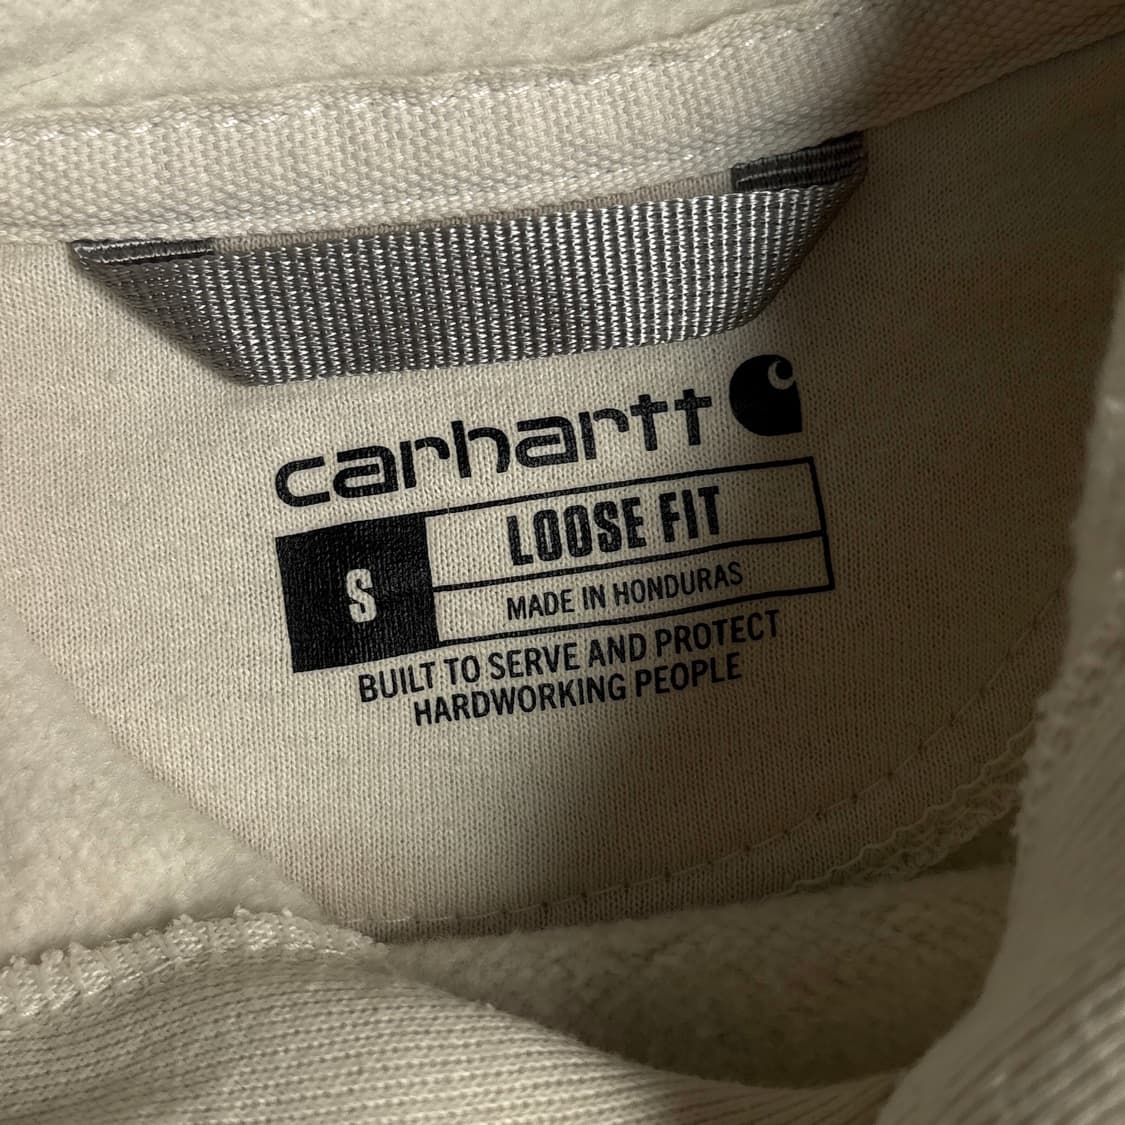 carhartt
S
LOOSE FIT
MADE IN HONDURAS
BUILT TO SERVE AND PROTECT
HARDWORKING PEOPLE